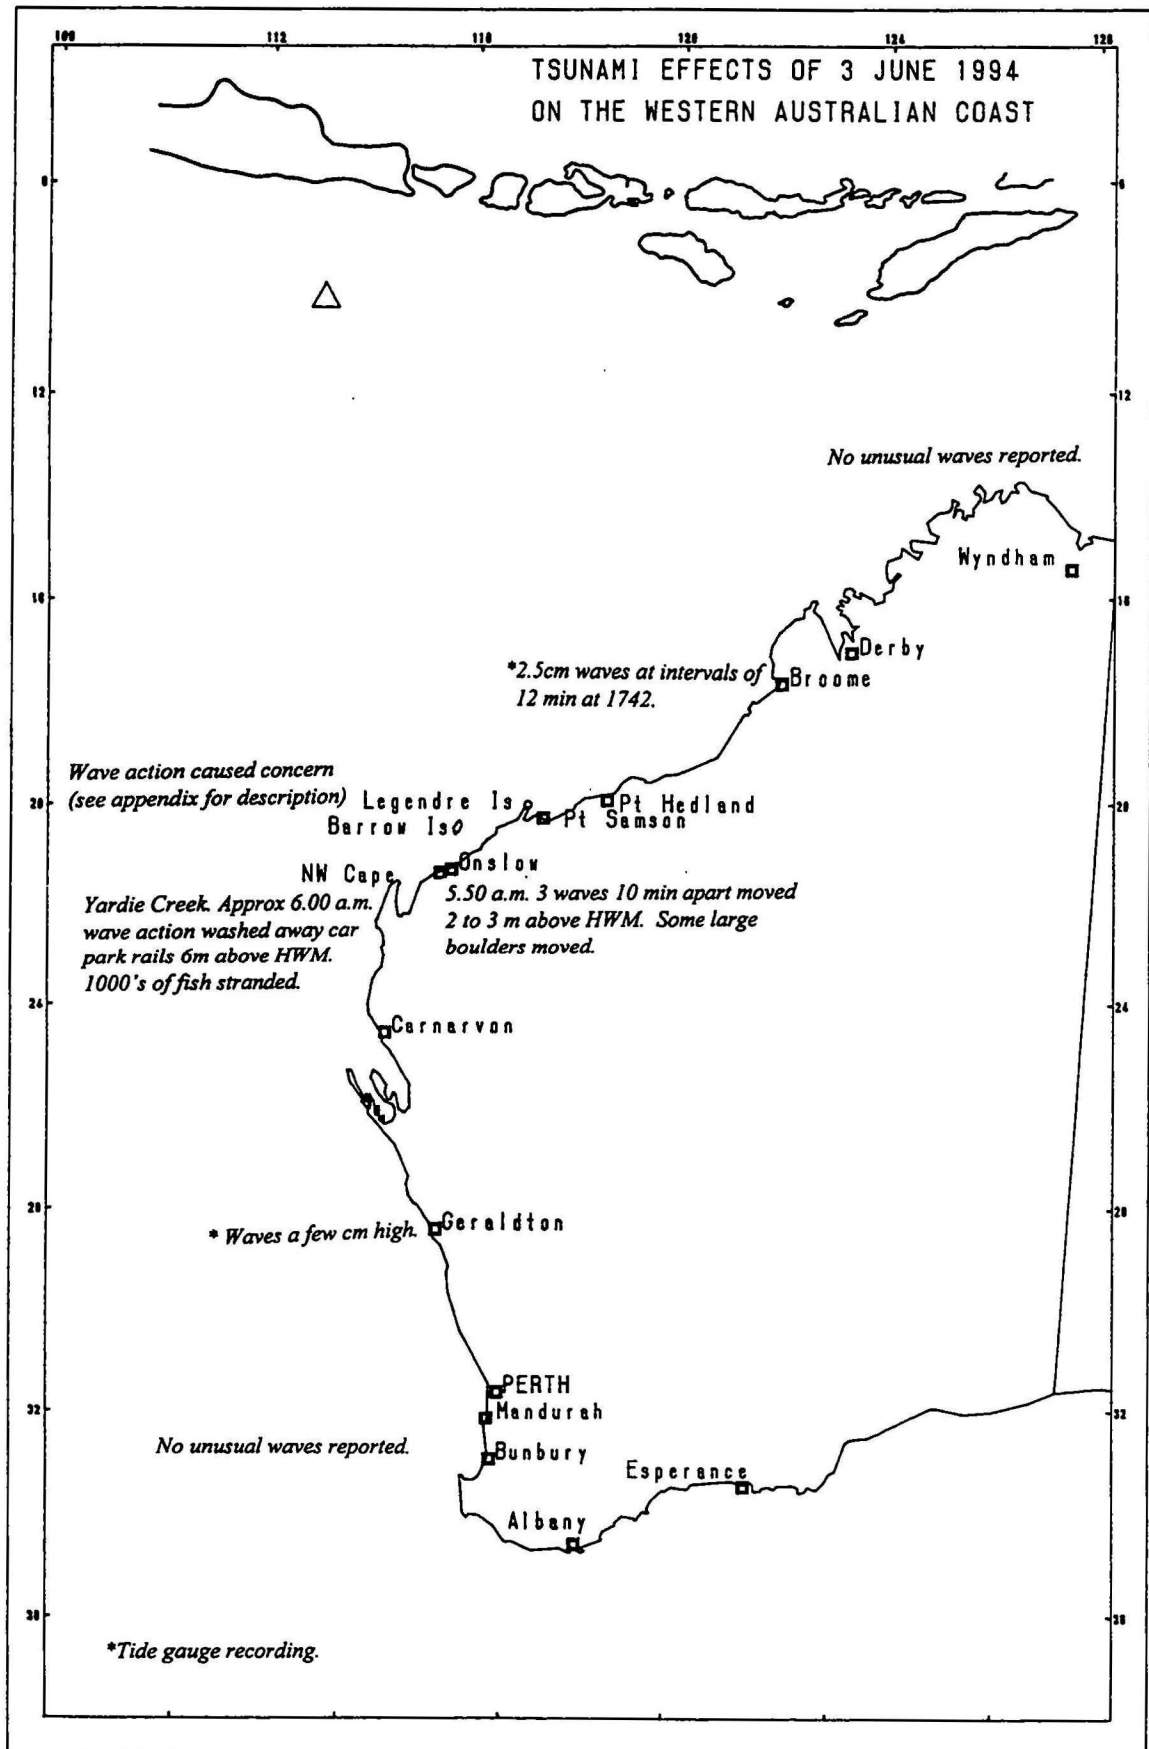 108 112 116 120 124 128
TSUNAMI EFFECTS OF 3 JUNE 1994
ON THE WESTERN AUSTRALIAN COAST
8
12 12
No unusual waves reported.
Wyndham
16 16
Derby
*2.5cm waves at intervals of
12 min at 1742.
Broome
Wave action caused concern
(see appendix for description)
20 20
Legendre Is
Pt Hedland
Pt Samson
Barrow Is
Onslow
NW Cape
5.50 a.m. 3 waves 10 min apart moved
2 to 3 m above HWM. Some large
boulders moved.
Yardie Creek. Approx 6.00 a.m.
wave action washed away car
park rails 6m above HWM.
1000's of fish stranded.
24 24
Carnarvon
28 28
Geraldton
* Waves a few cm high.
PERTH
32 32
Mandurah
No unusual waves reported.
Bunbury
Esperance
Albany
36 36
*Tide gauge recording.